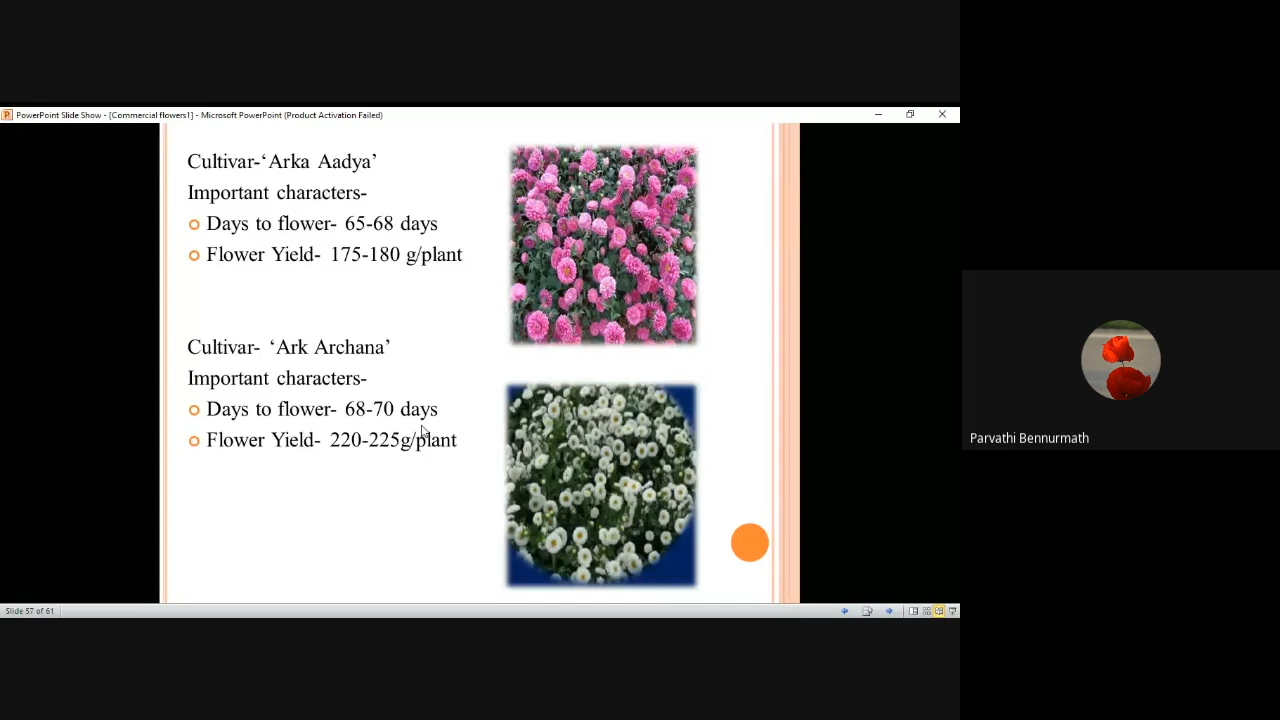 PowerPoint Slide Show - [Commercial flowers1] - Microsoft PowerPoint (Product Activation Failed)
Cultivar-‘Arka Aadya’
Important characters-
Days to flower- 65-68 days
Flower Yield- 175-180 g/plant
Cultivar- ‘Ark Archana’
Important characters-
Days to flower- 68-70 days
Flower Yield- 220-225g/plant
Parvathi Bennurmath
Slide 57 of 61